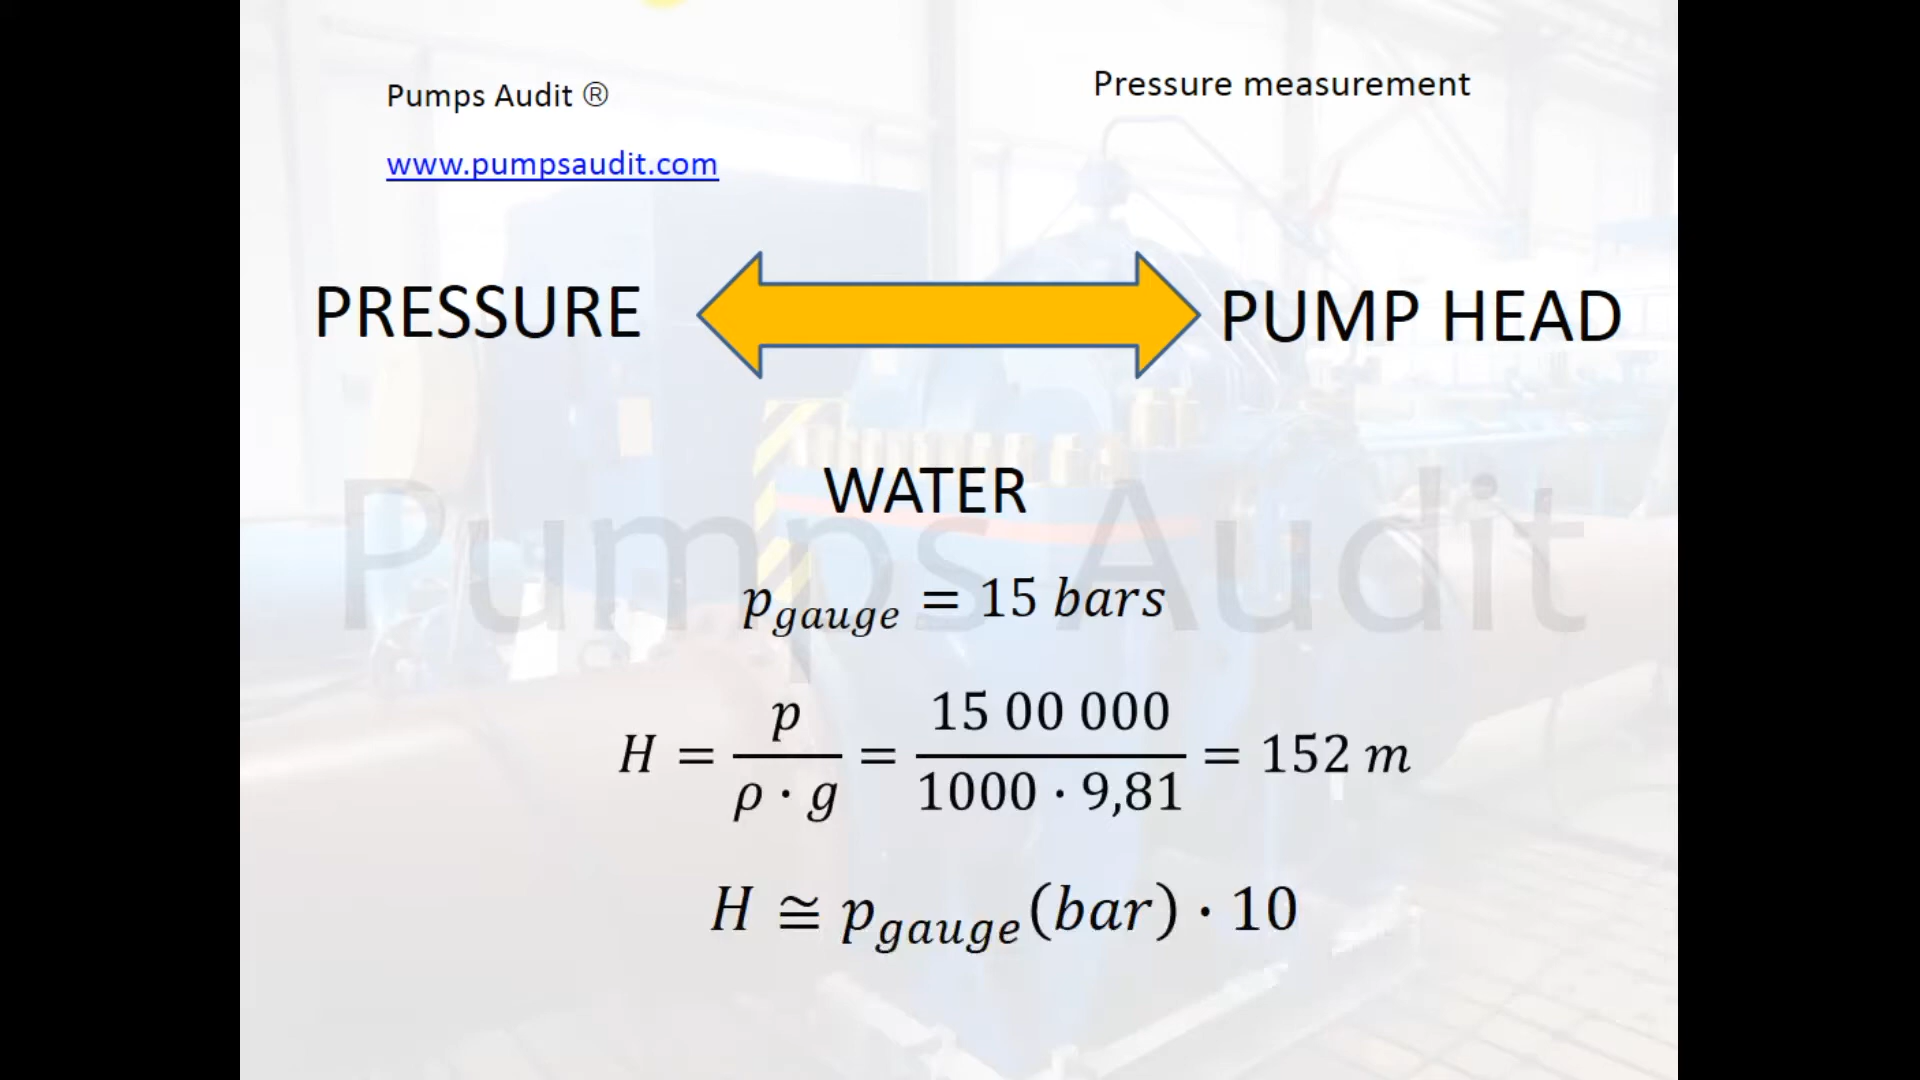 Pumps Audit ®
Pressure measurement
www.pumpsaudit.com
PRESSURE
PUMP HEAD
WATER
Pumps Audit
p_gauge = 15 bars
H = p / (ρ · g) = 15 00 000 / (1000 · 9,81) = 152 m
H ≅ p_gauge(bar) · 10